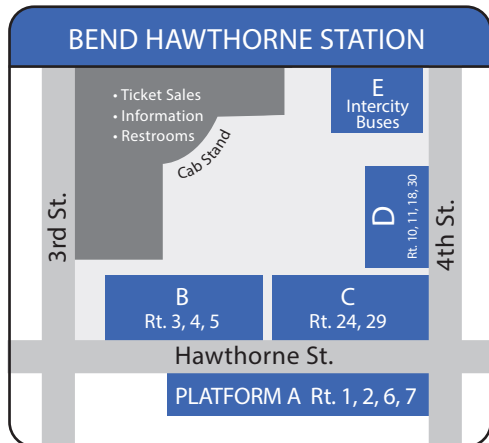 BEND HAWTHORNE STATION
• Ticket Sales
• Information
• Restrooms
Cab Stand
E
Intercity
Buses
3rd St.
D
Rt. 10, 11, 18, 30
4th St.
B
Rt. 3, 4, 5
C
Rt. 24, 29
Hawthorne St.
PLATFORM A Rt. 1, 2, 6, 7